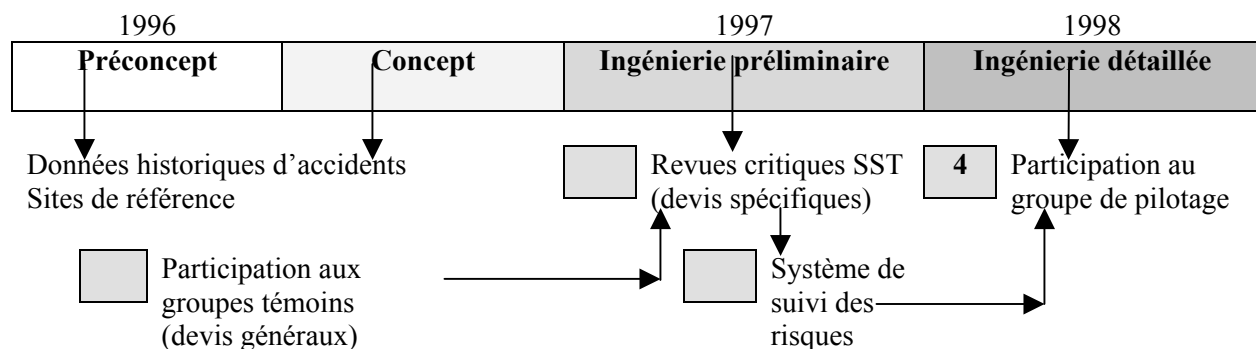 1996
1997
1998
Préconcept
Concept
Ingénierie préliminaire
Ingénierie détaillée
Données historiques d’accidents
Sites de référence
Revues critiques SST
(devis spécifiques)
4
Participation au
groupe de pilotage
Participation aux
groupes témoins
(devis généraux)
Système de
suivi des
risques